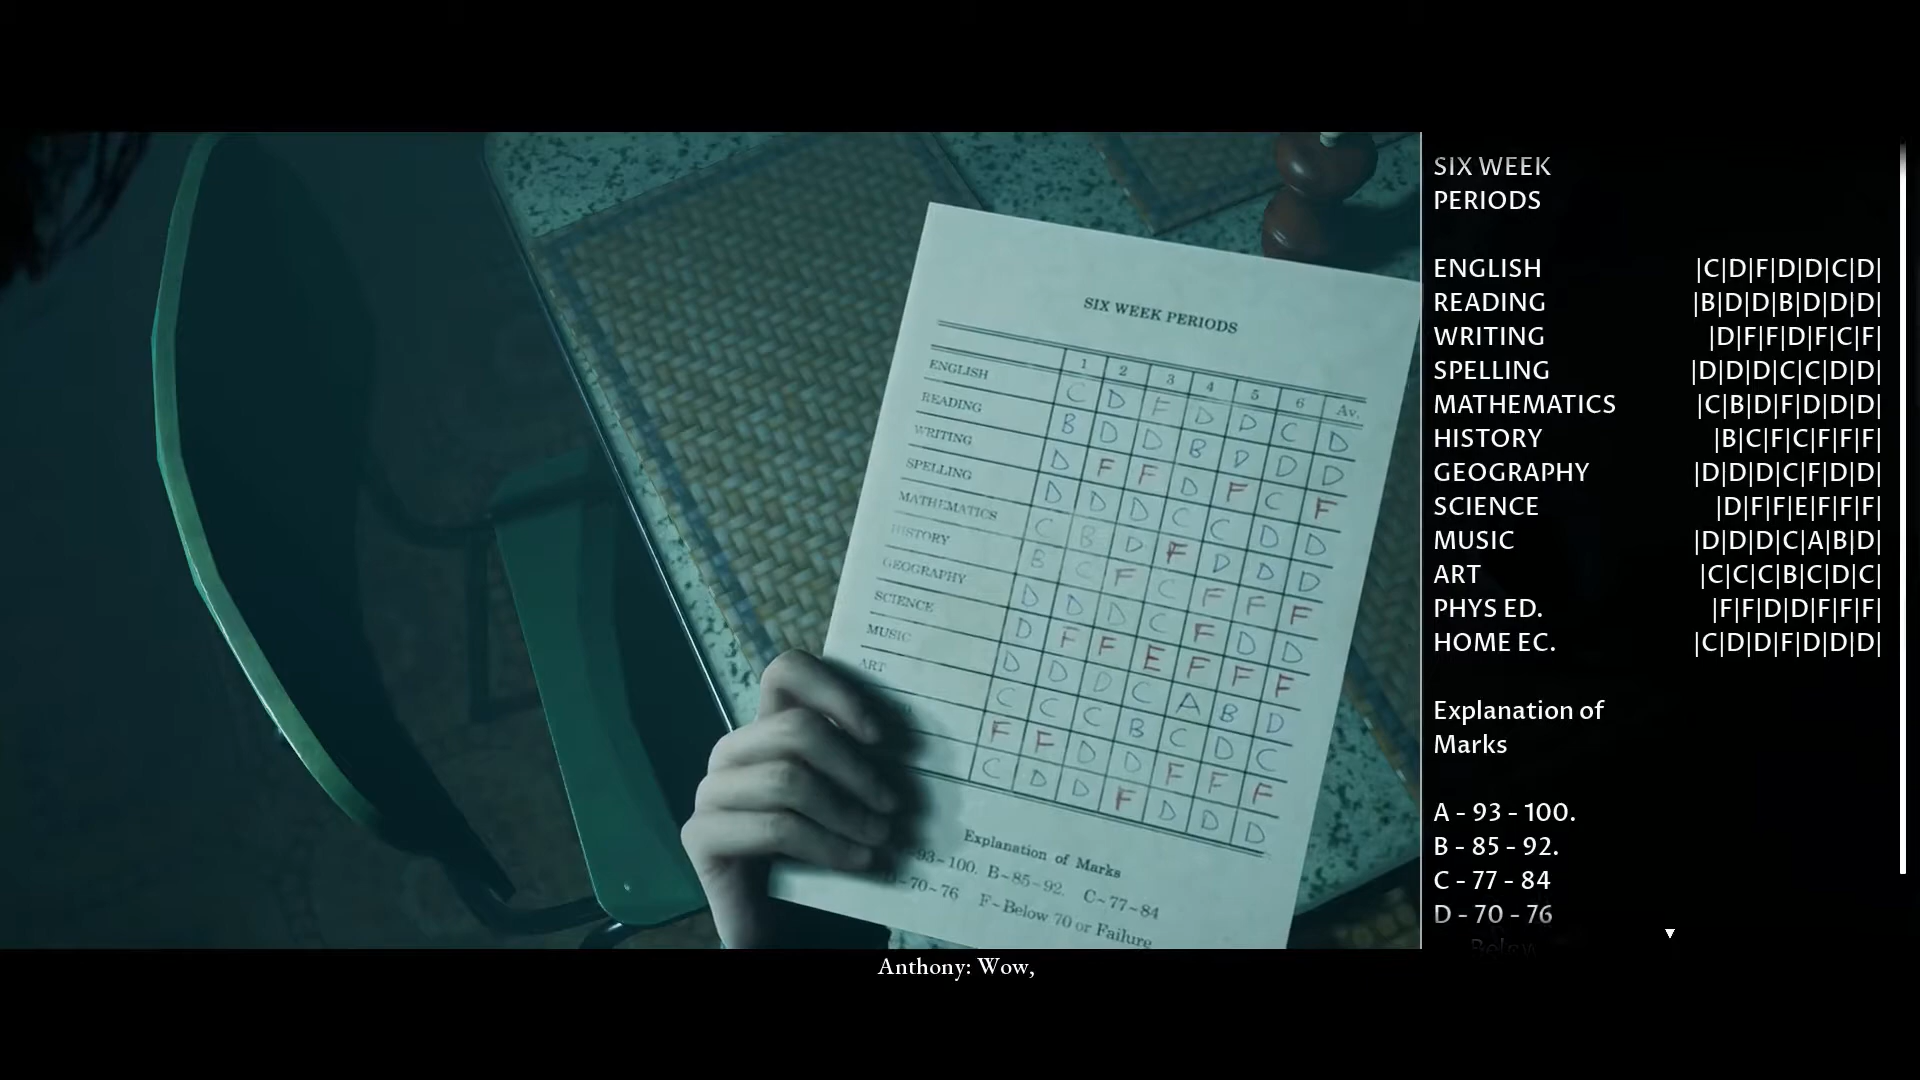 SIX WEEK PERIODS
1 2 3 4 5 6 Av.
ENGLISH C D F D D C D
READING B D D B D D D
WRITING D F F D F C F
SPELLING D D D C C D D
MATHEMATICS C B D F D D D
HISTORY B C F C F F F
GEOGRAPHY D D D C F D D
SCIENCE D F F E F F F
MUSIC D D D C A B D
ART C C C B C D C
F F D D F F F
C D D F D D D
Explanation of Marks
93-100. B-85-92. C-77-84
D-70-76 F-Below 70 or Failure
SIX WEEK
PERIODS
ENGLISH |C|D|F|D|D|C|D|
READING |B|D|D|B|D|D|D|
WRITING |D|F|F|D|F|C|F|
SPELLING |D|D|D|C|C|D|D|
MATHEMATICS |C|B|D|F|D|D|D|
HISTORY |B|C|F|C|F|F|F|
GEOGRAPHY |D|D|D|C|F|D|D|
SCIENCE |D|F|F|E|F|F|F|
MUSIC |D|D|D|C|A|B|D|
ART |C|C|C|B|C|D|C|
PHYS ED. |F|F|D|D|F|F|F|
HOME EC. |C|D|D|F|D|D|D|
Explanation of
Marks
A - 93 - 100.
B - 85 - 92.
C - 77 - 84
D - 70 - 76
Below
Anthony: Wow,